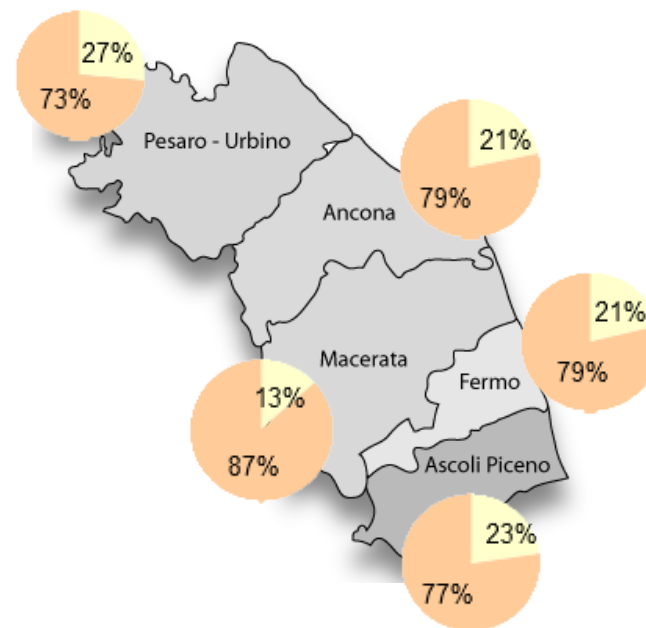 27%
73%
Pesaro - Urbino
21%
79%
Ancona
21%
79%
Macerata
Fermo
13%
87%
Ascoli Piceno
23%
77%